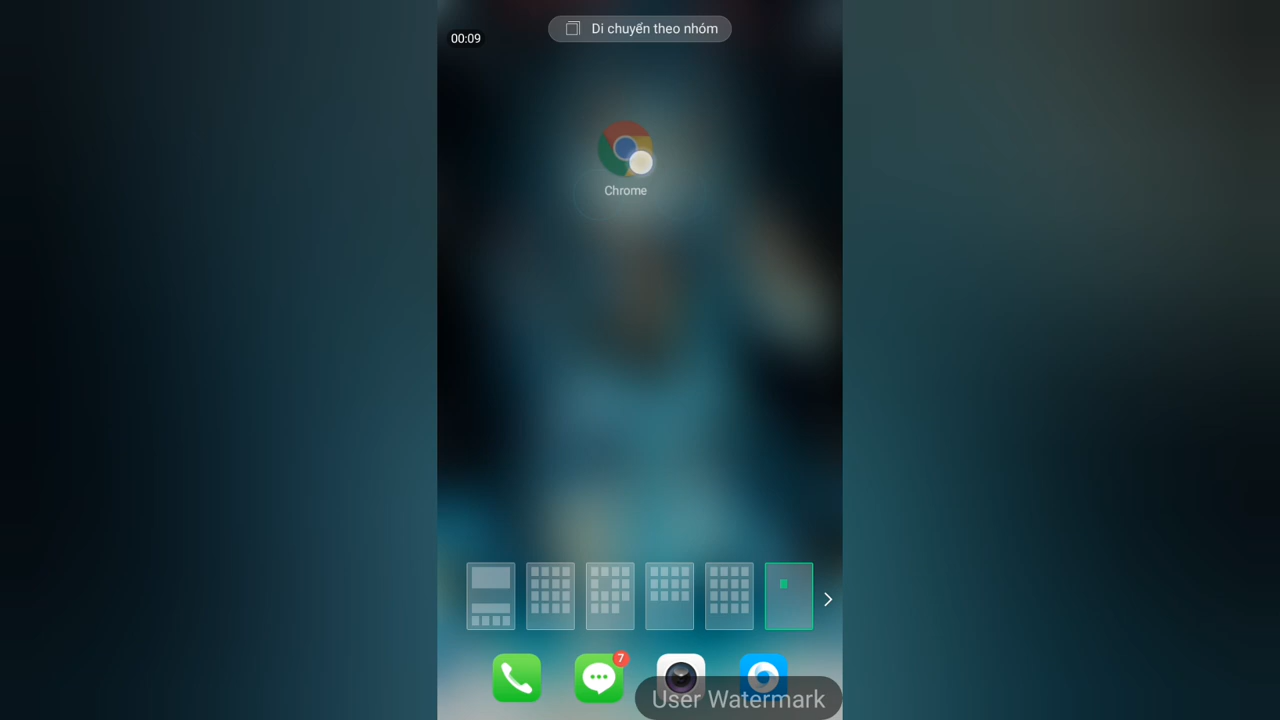 Di chuyển theo nhóm
00:09
Chrome
7
User Watermark